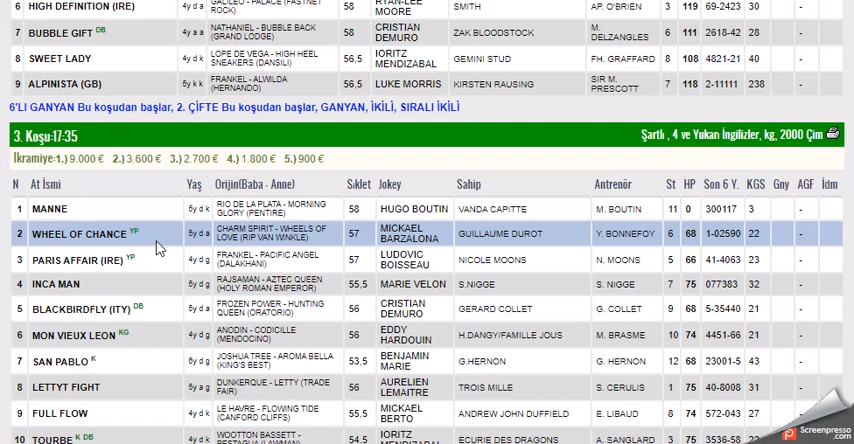 6 HIGH DEFINITION (IRE) 4y d a GALILEO - PALACE (FASTNET ROCK) 58 RYAN-LEE MOORE SMITH AP. O'BRIEN 3 119 69-2423 24 -
7 BUBBLE GIFT DB 4y a a NATHANIEL - BUBBLE BACK (GRAND LODGE) 58 CRISTIAN DEMURO ZAK BLOODSTOCK M. DELZANGLES 6 111 2618-42 28 -
8 SWEET LADY 4y d k LOPE DE VEGA - HIGH HEEL SNEAKERS (DANSILI) 56,5 IORITZ MENDIZABAL GEMINI STUD FH. GRAFFARD 8 108 4821-21 40 -
9 ALPINISTA (GB) 5y k k FRANKEL - ALWILDA (HERNANDO) 56,5 LUKE MORRIS KIRSTEN RAUSING SIR M. PRESCOTT 7 118 2-11111 238 -
6'LI GANYAN Bu koşudan başlar, 2. ÇİFTE Bu koşudan başlar, GANYAN, İKİLİ, SIRALI İKİLİ
3. Koşu:17:35 Şartlı , 4 ve Yukarı İngilizler, kg, 2000 Çim
İkramiye:1.) 9.000 € 2.) 3.600 € 3.) 2.700 € 4.) 1.800 € 5.) 900 €
N At İsmi Yaş Orijin(Baba - Anne) Sıklet Jokey Sahip Antrenör St HP Son 6 Y. KGS Gny AGF İdm
1 MANNE 5y d k RIO DE LA PLATA - MORNING GLORY (PENTIRE) 58 HUGO BOUTIN VANDA CAPITTE M. BOUTIN 11 0 300117 3 -
2 WHEEL OF CHANCE YP 5y d a CHARM SPIRIT - WHEELS OF LOVE (RIP VAN WINKLE) 57 MICKAEL BARZALONA GUILLAUME DUROT Y. BONNEFOY 6 68 1-02590 22 -
3 PARIS AFFAIR (IRE) YP 4y d g FRANKEL - PACIFIC ANGEL (DALAKHANI) 57 LUDOVIC BOISSEAU NICOLE MOONS N. MOONS 5 66 41-4063 23 -
4 INCA MAN 5y d g RAJSAMAN - AZTEC QUEEN (HOLY ROMAN EMPEROR) 55,5 MARIE VELON S.NIGGE S. NIGGE 7 75 077383 32 -
5 BLACKBIRDFLY (ITY) DB 5y d a FROZEN POWER - HUNTING QUEEN (ORATORIO) 56 CRISTIAN DEMURO GERARD COLLET G. COLLET 9 68 5-35440 21 -
6 MON VIEUX LEON KG 4y d g ANODIN - CODICILLE (MENDOCINO) 56 EDDY HARDOUIN H.DANGY/FAMILLE JOUS M. BRASME 10 74 4451-66 21 -
7 SAN PABLO K 6y d g JOSHUA TREE - AROMA BELLA (KING'S BEST) 53,5 BENJAMIN MARIE G.HERNON G. HERNON 12 68 23001-5 43 -
8 LETTYT FIGHT 5y a g DUNKERQUE - LETTY (TRADE FAIR) 56 AURELIEN LEMAITRE TROIS MILLE S. CERULIS 1 75 40-8008 31 -
9 FULL FLOW 4y d k LE HAVRE - FLOWING TIDE (CANFORD CLIFFS) 55,5 MICKAEL BERTO ANDREW JOHN DUFFIELD E. LIBAUD 8 74 572-043 27 -
10 TOURBE K DB 4y d k WOOTTON BASSETT - 54,5 IORITZ ECURIE DES DRAGONS A. 3 75 3536-5
Screenpresso
.com